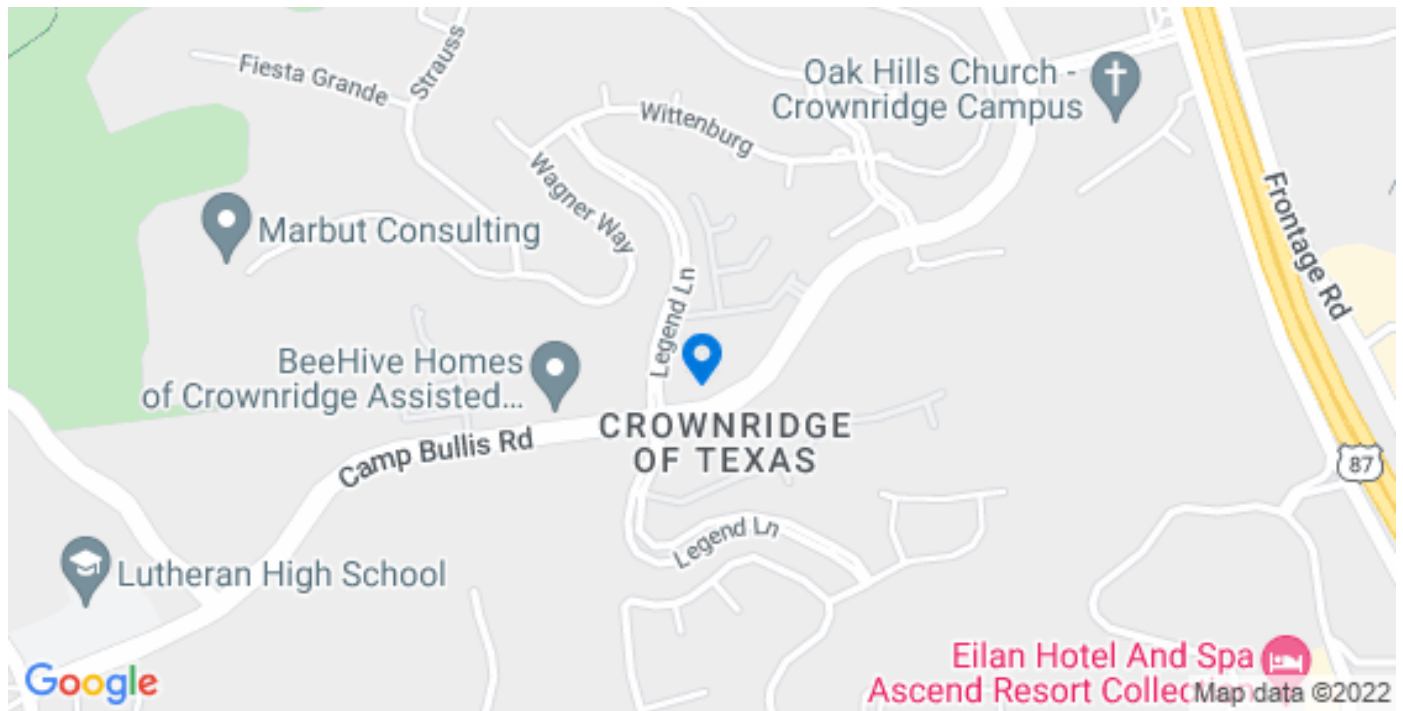 Fiesta Grande
Strauss
Oak Hills Church -
Crownridge Campus
Wittenburg
Wagner Way
Marbut Consulting
Frontage Rd
Legend Ln
BeeHive Homes
of Crownridge Assisted...
CROWNRIDGE
OF TEXAS
Camp Bullis Rd
87
Legend Ln
Lutheran High School
Eilan Hotel And Spa
Ascend Resort Collection
Google
Map data ©2022